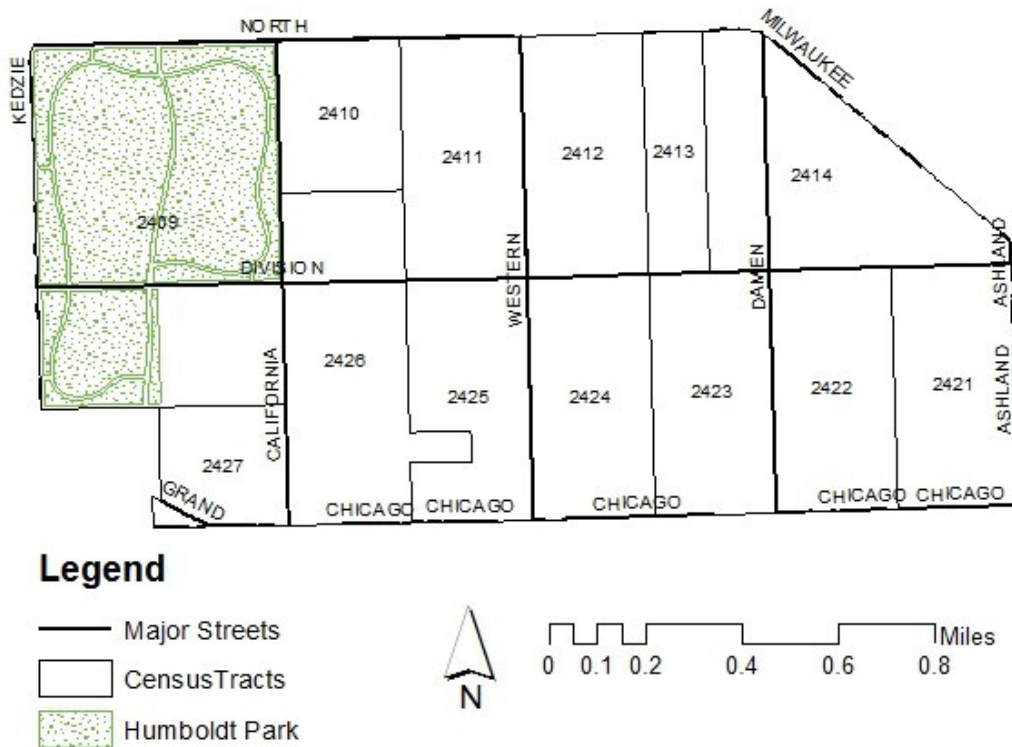 NORTH
MILWAUKEE
KEDZIE
2410
2411
2412
2413
2414
2409
DIVISION
WESTERN
DAMEN
ASHLAND
CALIFORNIA
2426
2425
2424
2423
2422
2421
ASHLAND
2427
GRAND
CHICAGO
CHICAGO
CHICAGO
CHICAGO
CHICAGO
Legend
Major Streets
CensusTracts
Humboldt Park
N
Miles
0 0.1 0.2 0.4 0.6 0.8